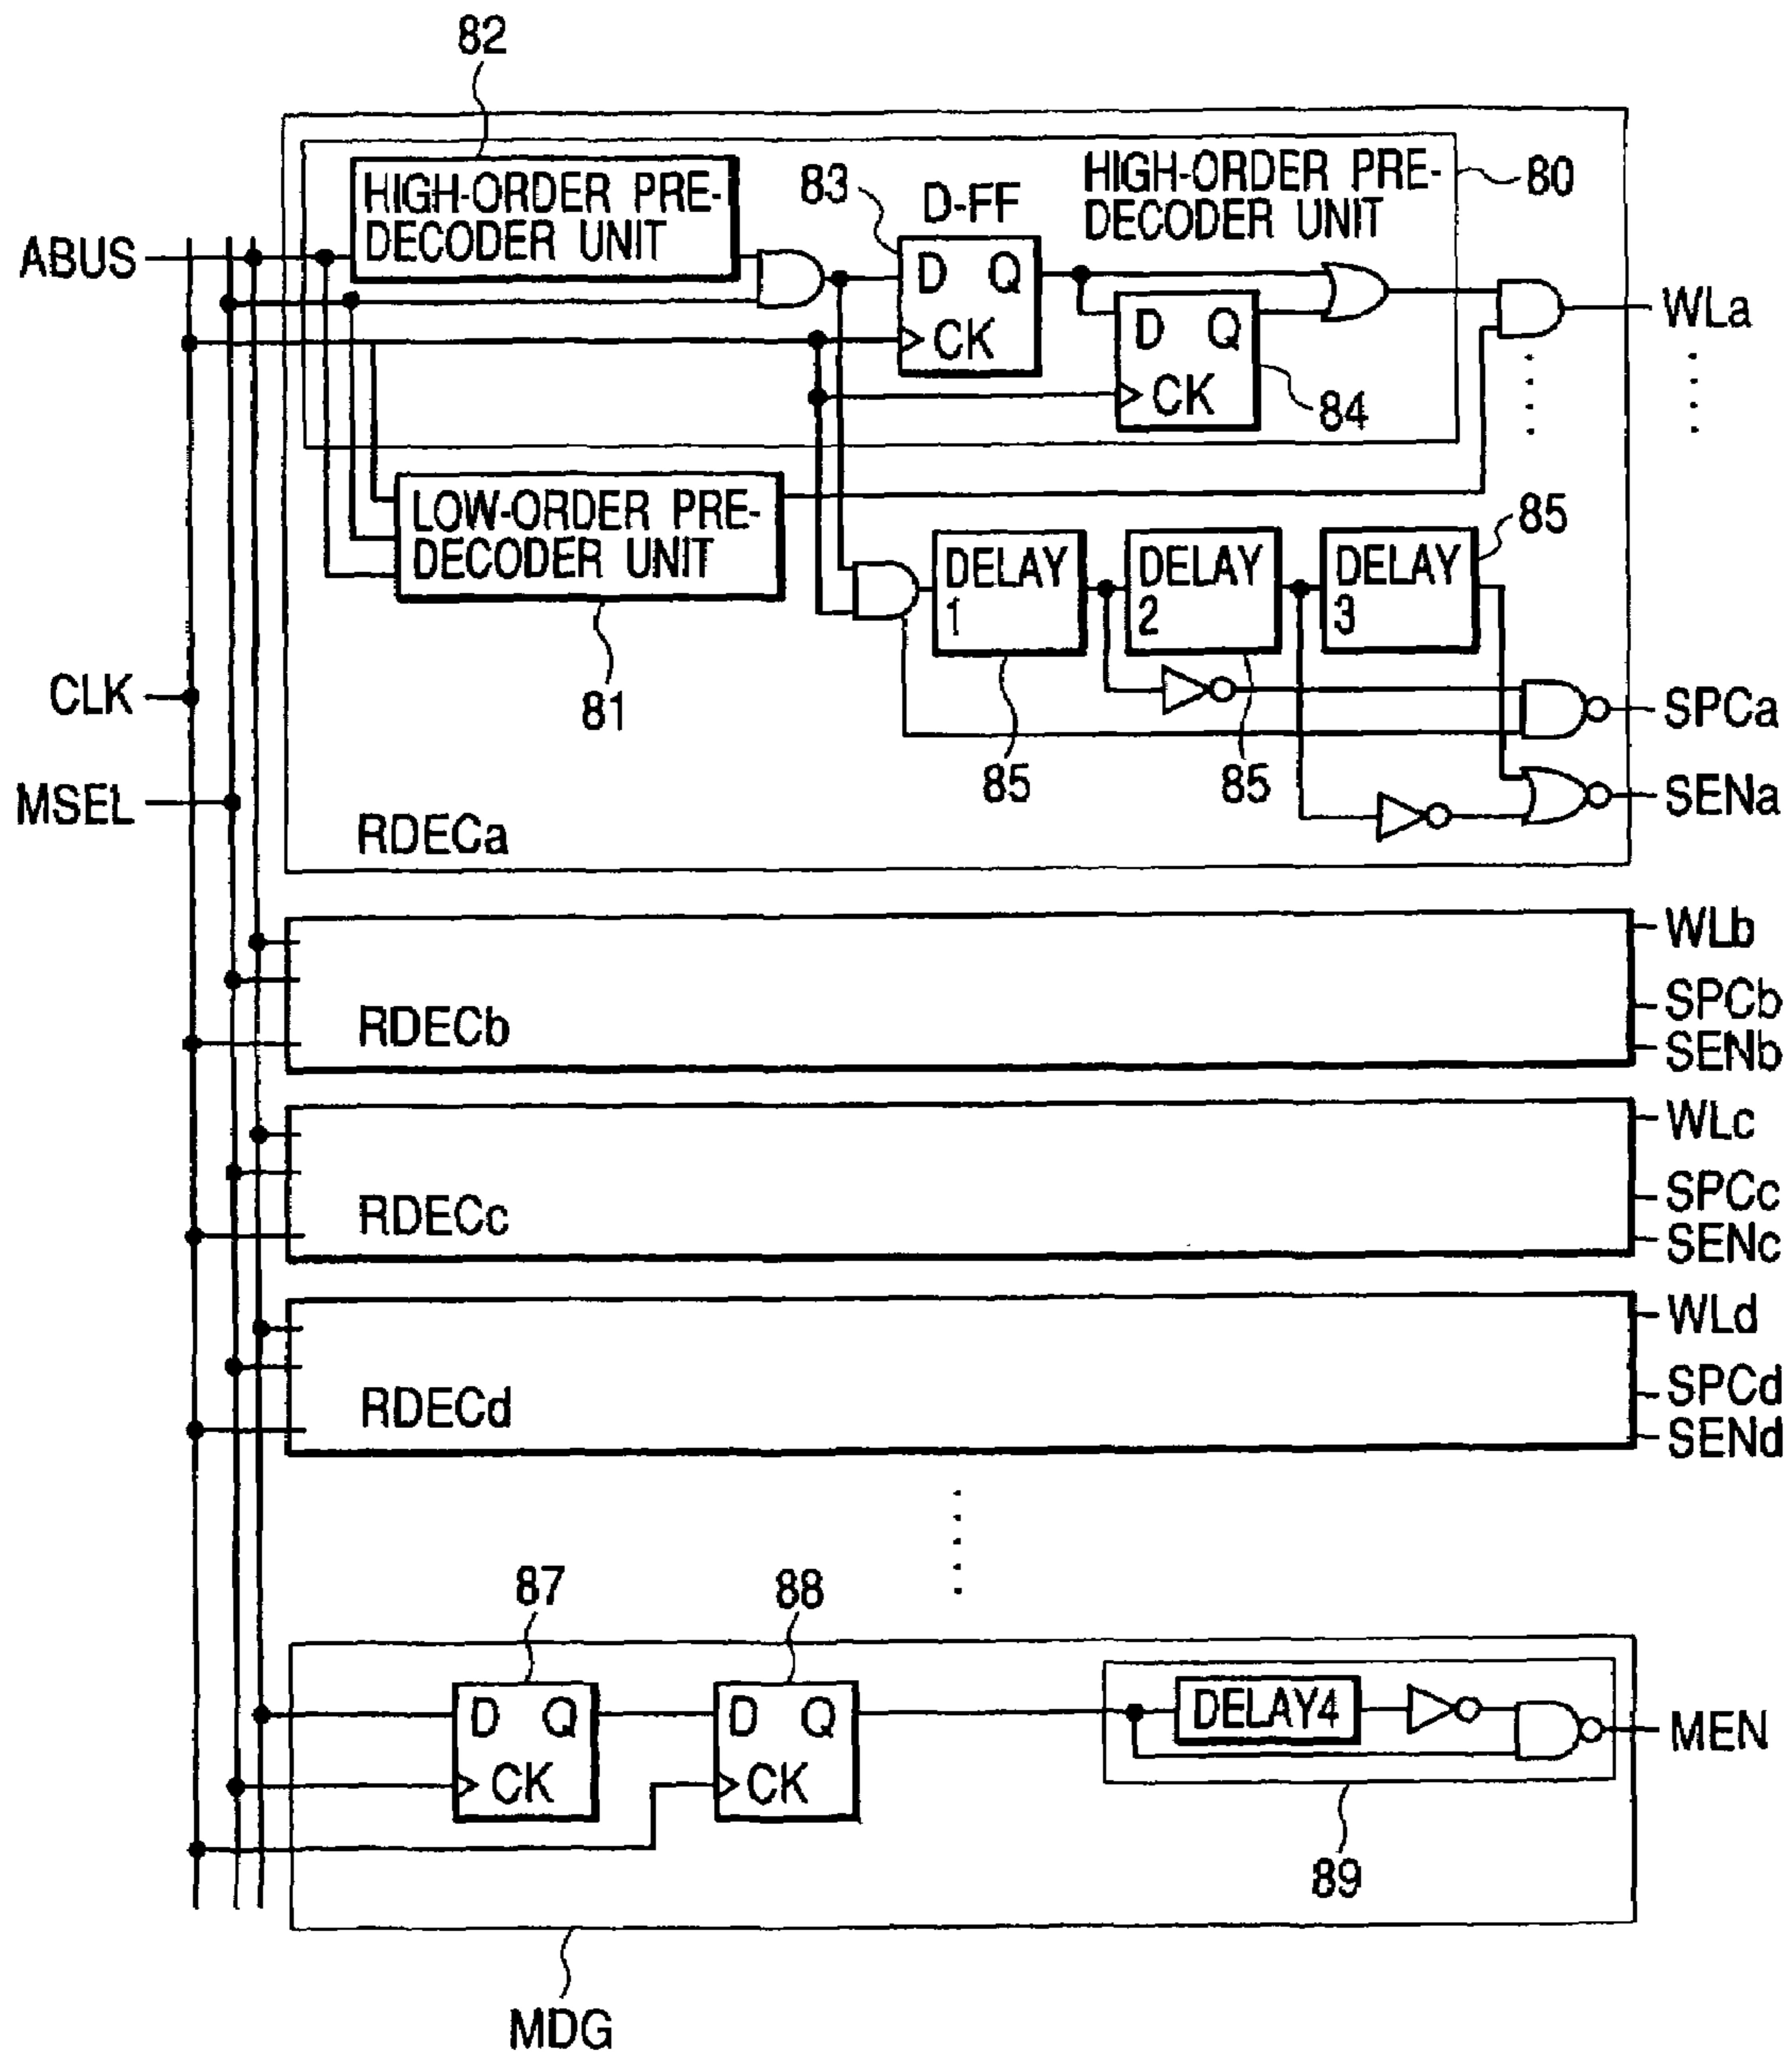 82
HIGH-ORDER PRE-
DECODER UNIT
83
D-FF
HIGH-ORDER PRE-
DECODER UNIT
80
ABUS
D Q
CK
D Q
CK
84
WLa
LOW-ORDER PRE-
DECODER UNIT
81
DELAY
1
85
DELAY
2
85
DELAY
3
85
CLK
SPCa
MSEL
SENa
RDECa
WLb
SPCb
RDECb
SENb
WLc
SPCc
RDECc
SENc
WLd
SPCd
RDECd
SENd
87
88
D Q
CK
D Q
CK
DELAY4
MEN
89
MDG